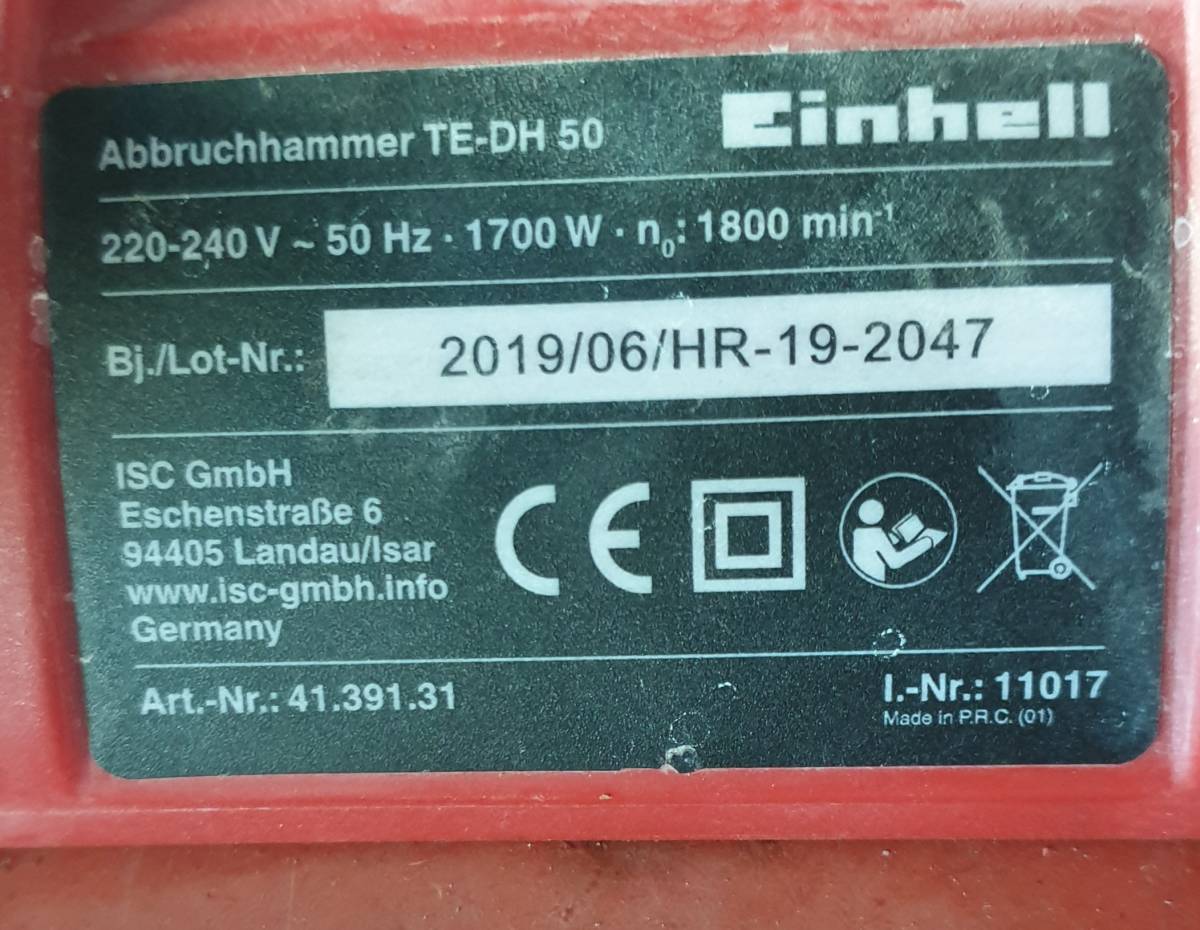 Abbruchhammer TE-DH 50
Einhell
220-240 V ~ 50 Hz · 1700 W · n₀: 1800 min⁻¹
Bj./Lot-Nr.: 2019/06/HR-19-2047
ISC GmbH
Eschenstraße 6
94405 Landau/Isar
www.isc-gmbh.info
Germany
CE
Art.-Nr.: 41.391.31
I.-Nr.: 11017
Made in P.R.C. (01)